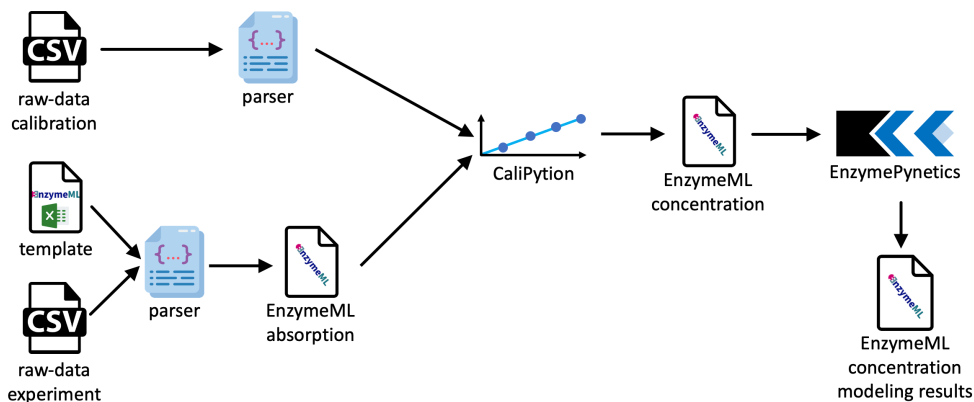 CSV
raw-data
calibration
{...}
parser
EnzymeML
template
CSV
raw-data
experiment
{...}
parser
EnzymeML
EnzymeML
absorption
CaliPytion
EnzymeML
EnzymeML
concentration
EnzymePynetics
EnzymeML
EnzymeML
concentration
modeling results